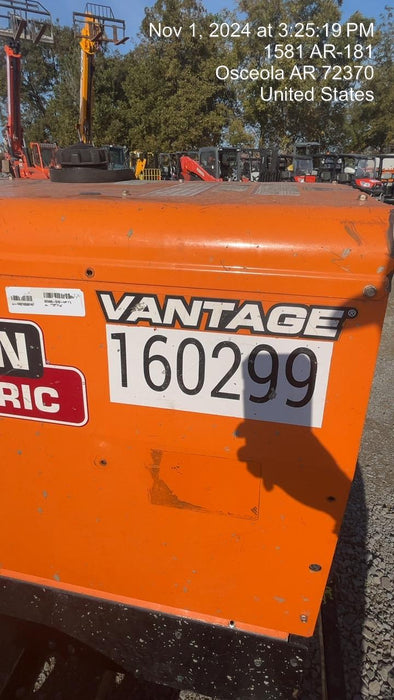 Nov 1, 2024 at 3:25:19 PM
1581 AR-181
Osceola AR 72370
United States
VANTAGE®
160299
N
RIC